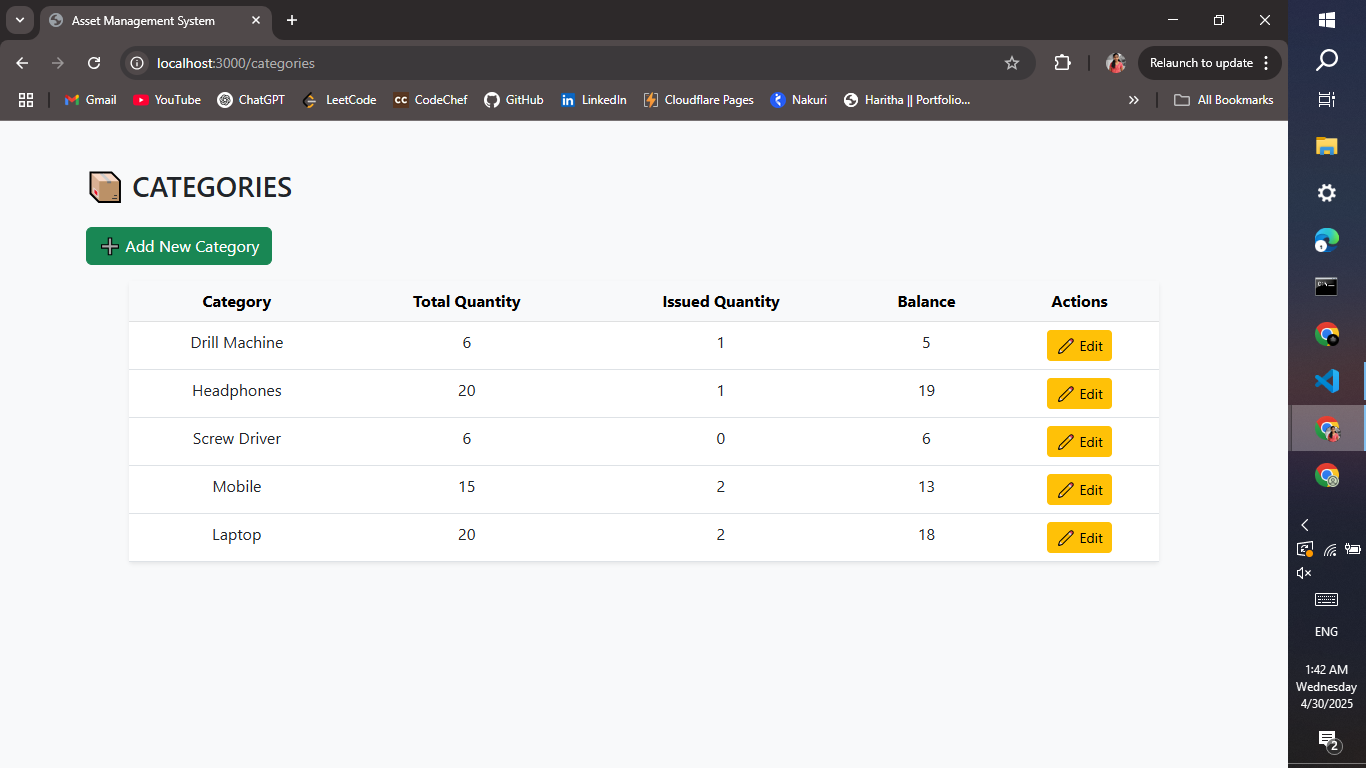 Asset Management System
localhost:3000/categories
Relaunch to update
Gmail YouTube ChatGPT LeetCode CC CodeChef GitHub in LinkedIn Cloudflare Pages Nakuri Haritha || Portfolio... » All Bookmarks
CATEGORIES
Add New Category
Category Total Quantity Issued Quantity Balance Actions
Drill Machine 6 1 5 Edit
Headphones 20 1 19 Edit
Screw Driver 6 0 6 Edit
Mobile 15 2 13 Edit
Laptop 20 2 18 Edit
1
ENG
1:42 AM
Wednesday
4/30/2025
2